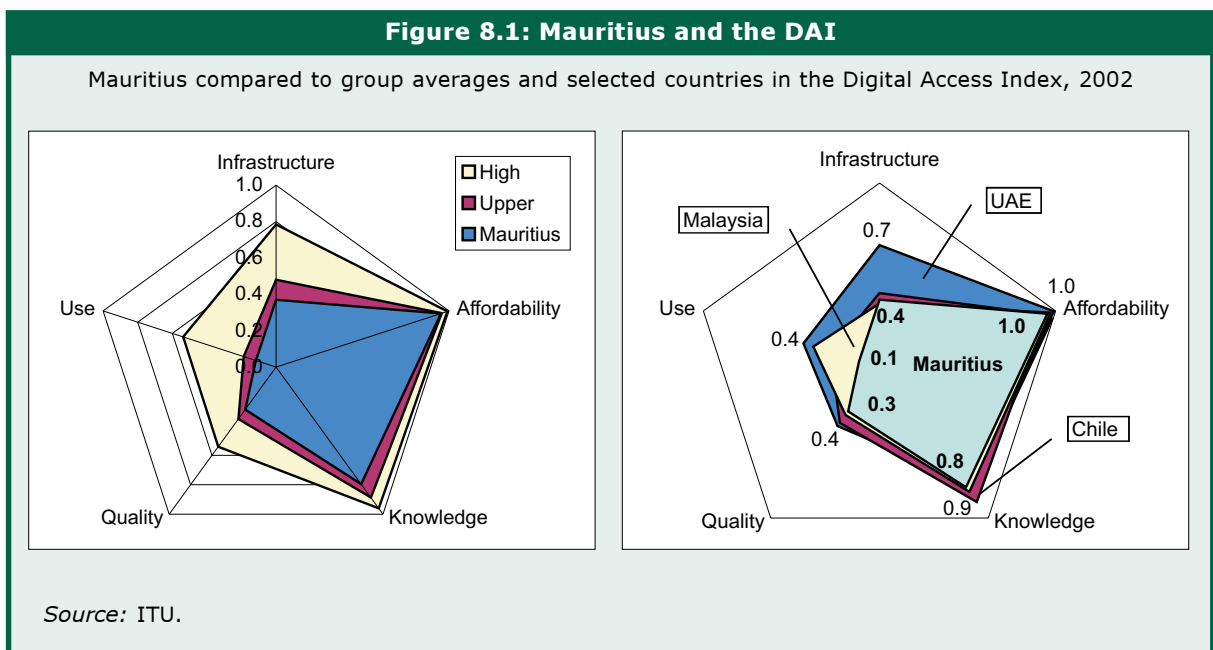 Figure 8.1: Mauritius and the DAI
Mauritius compared to group averages and selected countries in the Digital Access Index, 2002
Infrastructure
1.0
0.8
0.6
0.4
0.2
0.0
High
Upper
Mauritius
Use
Affordability
Quality
Knowledge
Infrastructure
UAE
Malaysia
0.7
Use
1.0
Affordability
0.4
1.0
0.4
0.1
Mauritius
0.3
0.4
Chile
0.8
0.9
Quality
Knowledge
Source: ITU.